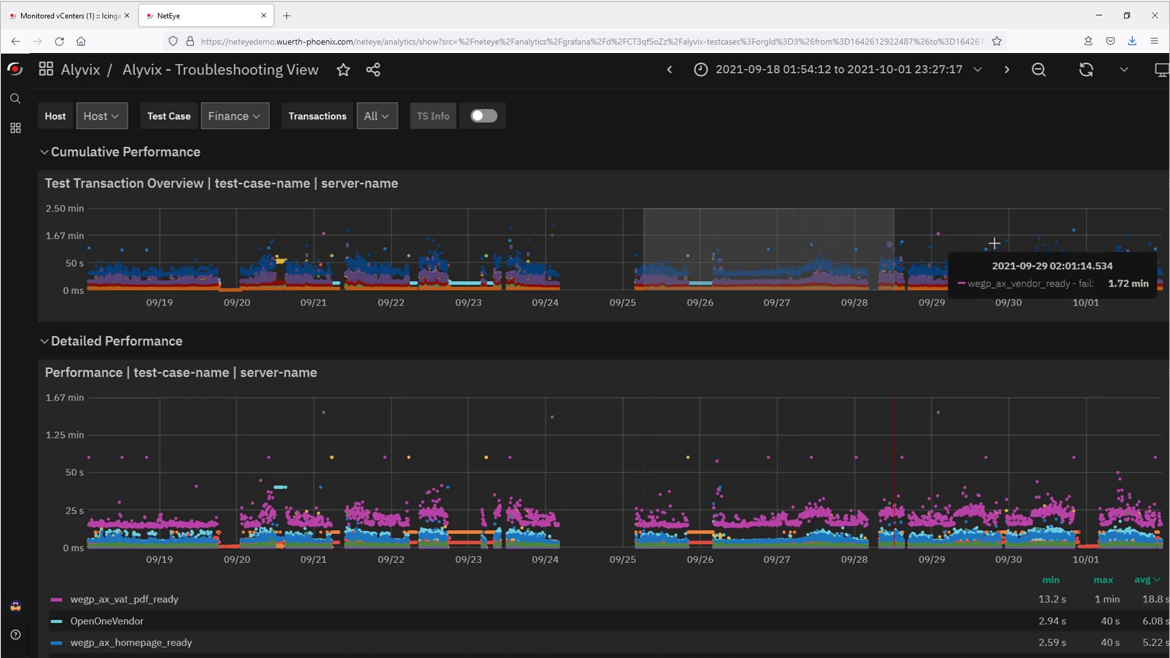 Monitored vCenters (1) :: Icing
NetEye
https://neteyedemo.wuerth-phoenix.com/neteye/analytics/show?src=%2Fneteye%2Fanalytics%2Fgrafana%2Fd%2FCT3qf5oZz%2Falyvix-testcases%3ForgId%3D3%26from%3D1642612922487%26to%3D16426
Alyvix / Alyvix - Troubleshooting View
2021-09-18 01:54:12 to 2021-10-01 23:27:17
Host Host Test Case Finance Transactions All TS Info
Cumulative Performance
Test Transaction Overview | test-case-name | server-name
2.50 min
1.67 min
50 s
0 ms
09/19 09/20 09/21 09/22 09/23 09/24 09/25 09/26 09/27 09/28 09/29 09/30 10/01
2021-09-29 02:01:14.534
wegp_ax_vendor_ready - fail: 1.72 min
Detailed Performance
Performance | test-case-name | server-name
1.67 min
1.25 min
50 s
25 s
0 ms
09/19 09/20 09/21 09/22 09/23 09/24 09/25 09/26 09/27 09/28 09/29 09/30 10/01
min max avg
wegp_ax_vat_pdf_ready 13.2 s 1 min 18.8 s
OpenOneVendor 2.94 s 40 s 6.08 s
wegp_ax_homepage_ready 2.59 s 40 s 5.22 s